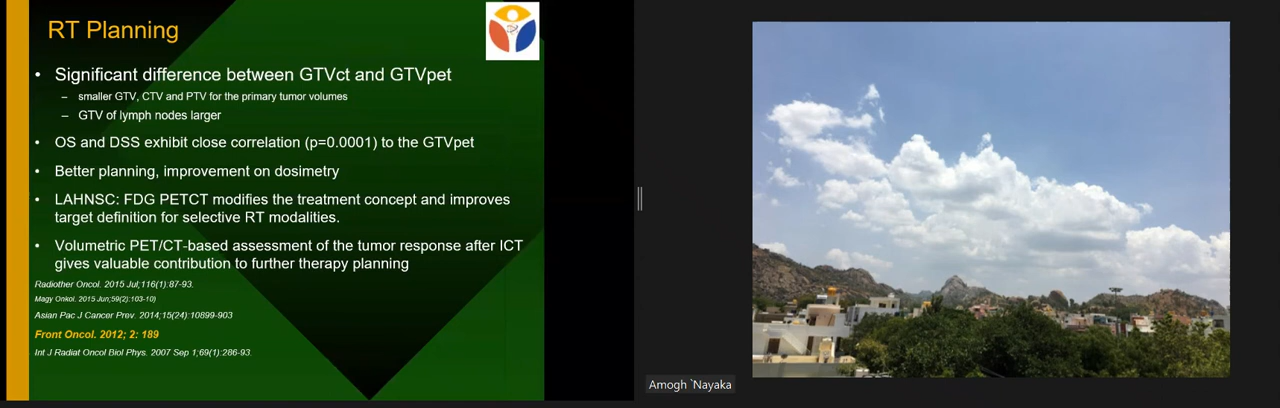 RT Planning
• Significant difference between GTVct and GTVpet
– smaller GTV, CTV and PTV for the primary tumor volumes
– GTV of lymph nodes larger
• OS and DSS exhibit close correlation (p=0.0001) to the GTVpet
• Better planning, improvement on dosimetry
• LAHNSC: FDG PETCT modifies the treatment concept and improves
target definition for selective RT modalities.
• Volumetric PET/CT-based assessment of the tumor response after ICT
gives valuable contribution to further therapy planning
Radiother Oncol. 2015 Jul;116(1):87-93.
Magy Onkol. 2015 Jun;59(2):103-10)
Asian Pac J Cancer Prev. 2014;15(24):10899-903
Front Oncol. 2012; 2: 189
Int J Radiat Oncol Biol Phys. 2007 Sep 1;69(1):286-93.
Amogh `Nayaka